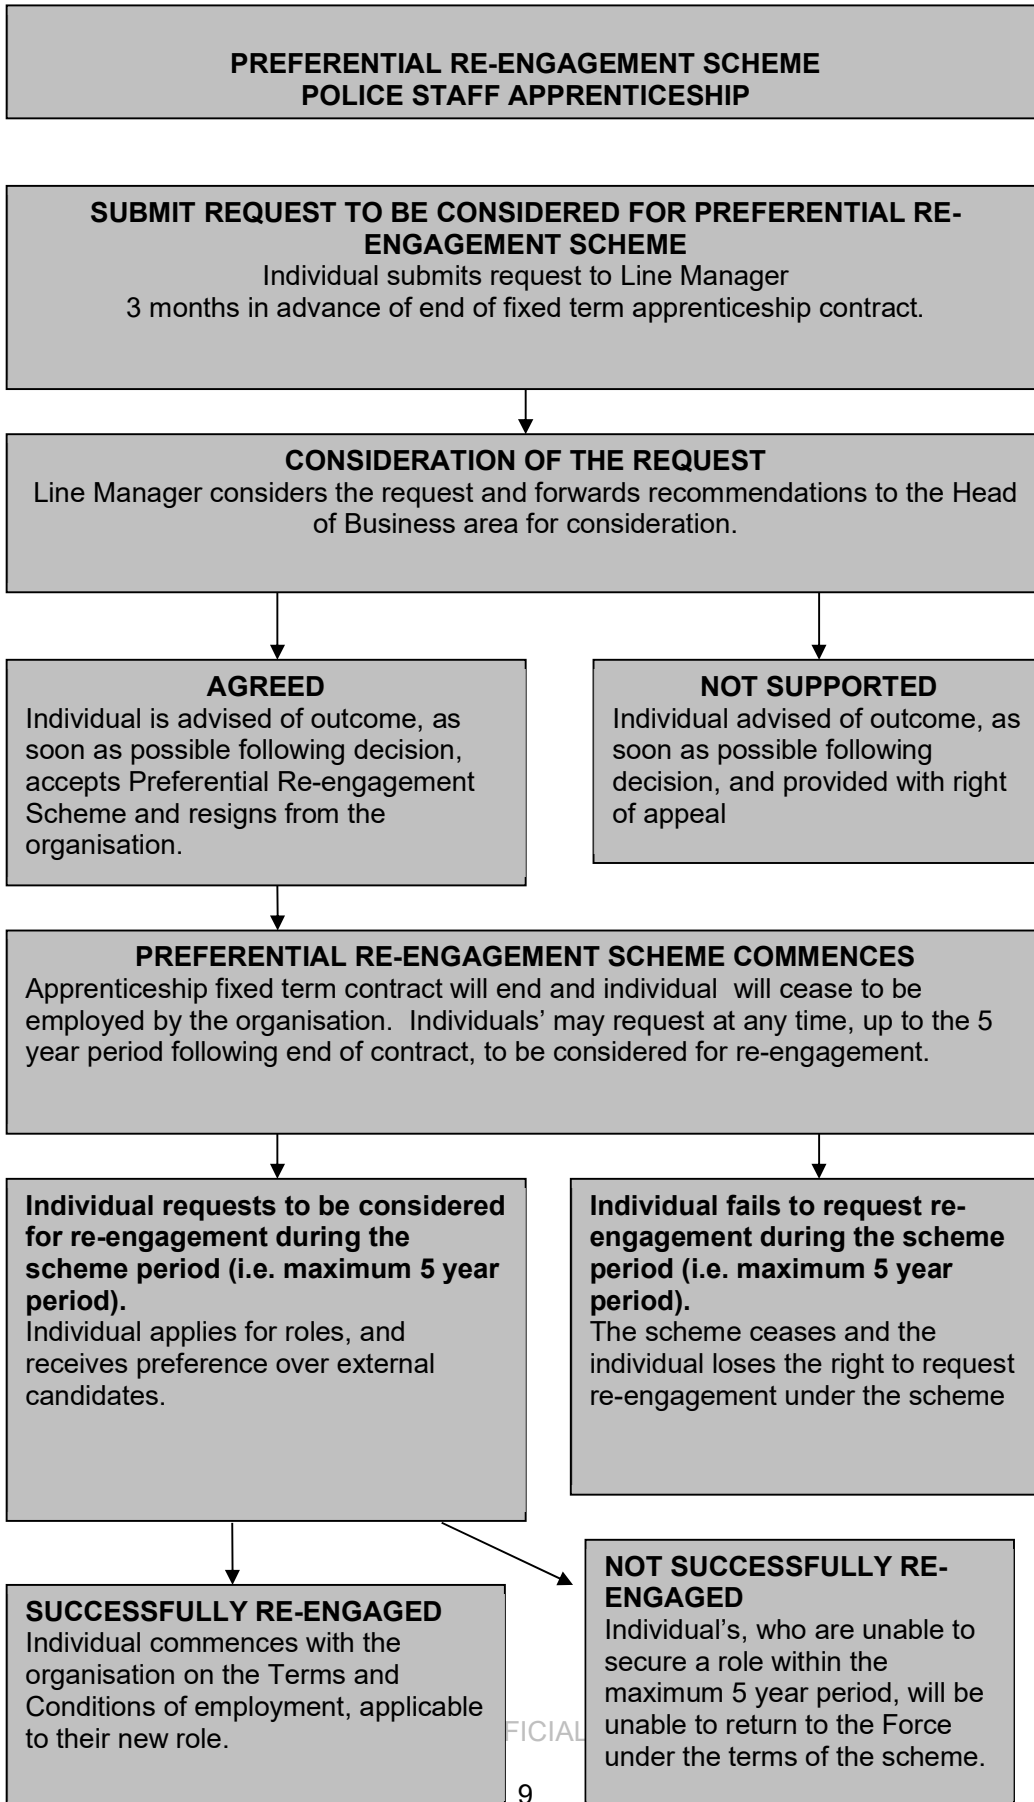 PREFERENTIAL RE-ENGAGEMENT SCHEME
POLICE STAFF APPRENTICESHIP
SUBMIT REQUEST TO BE CONSIDERED FOR PREFERENTIAL RE-
ENGAGEMENT SCHEME
Individual submits request to Line Manager
3 months in advance of end of fixed term apprenticeship contract.
CONSIDERATION OF THE REQUEST
Line Manager considers the request and forwards recommendations to the Head
of Business area for consideration.
AGREED
Individual is advised of outcome, as
soon as possible following decision,
accepts Preferential Re-engagement
Scheme and resigns from the
organisation.
NOT SUPPORTED
Individual advised of outcome, as
soon as possible following
decision, and provided with right
of appeal
PREFERENTIAL RE-ENGAGEMENT SCHEME COMMENCES
Apprenticeship fixed term contract will end and individual  will cease to be
employed by the organisation.  Individuals’ may request at any time, up to the 5
year period following end of contract, to be considered for re-engagement.
Individual requests to be considered
for re-engagement during the
scheme period (i.e. maximum 5 year
period).
Individual applies for roles, and
receives preference over external
candidates.
Individual fails to request re-
engagement during the scheme
period (i.e. maximum 5 year
period).
The scheme ceases and the
individual loses the right to request
re-engagement under the scheme
SUCCESSFULLY RE-ENGAGED
Individual commences with the
organisation on the Terms and
Conditions of employment, applicable
to their new role.
NOT SUCCESSFULLY RE-
ENGAGED
Individual’s, who are unable to
secure a role within the
maximum 5 year period, will be
unable to return to the Force
under the terms of the scheme.
FICIAL
9